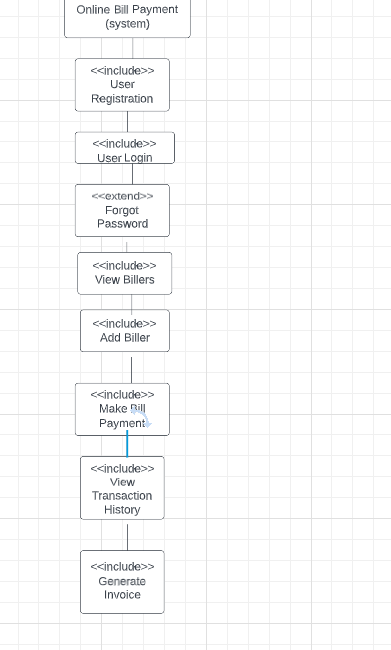 Online Bill Payment
(system)
<<include>>
User
Registration
<<include>>
User Login
<<extend>>
Forgot
Password
<<include>>
View Billers
<<include>>
Add Biller
<<include>>
Make Bill
Payment
<<include>>
View
Transaction
History
<<include>>
Generate
Invoice